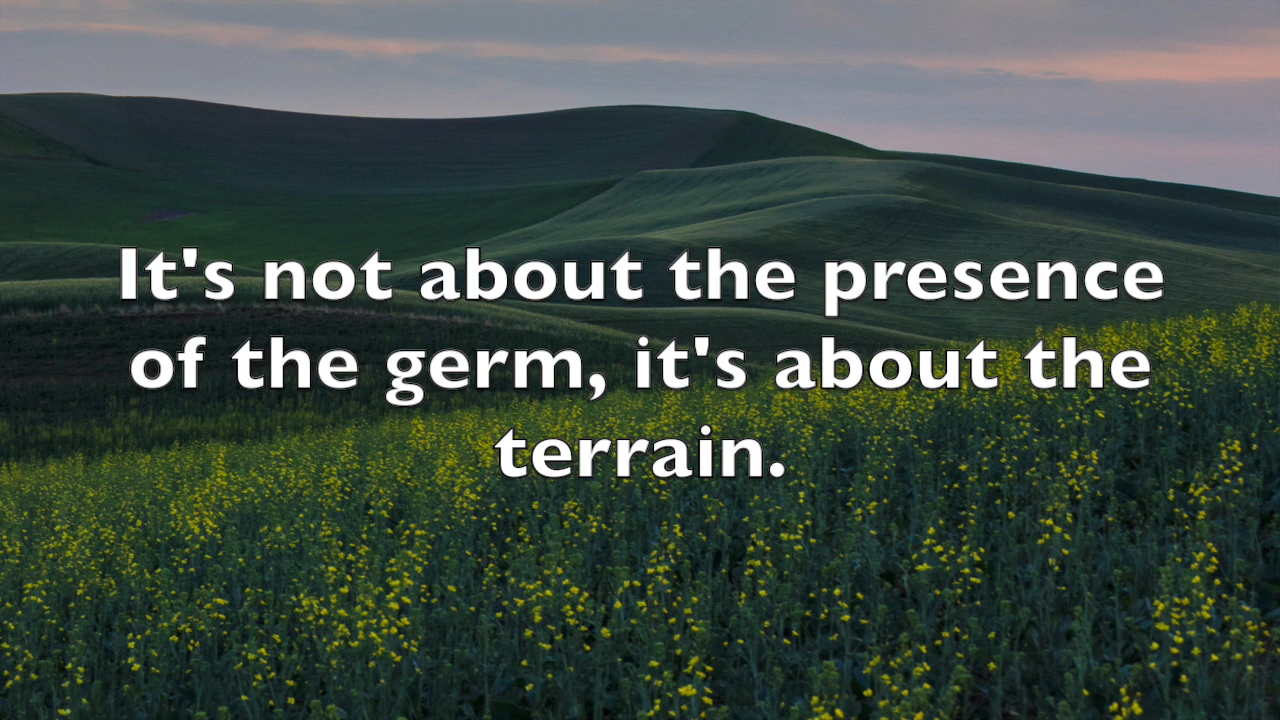 It's not about the presence
of the germ, it's about the
terrain.